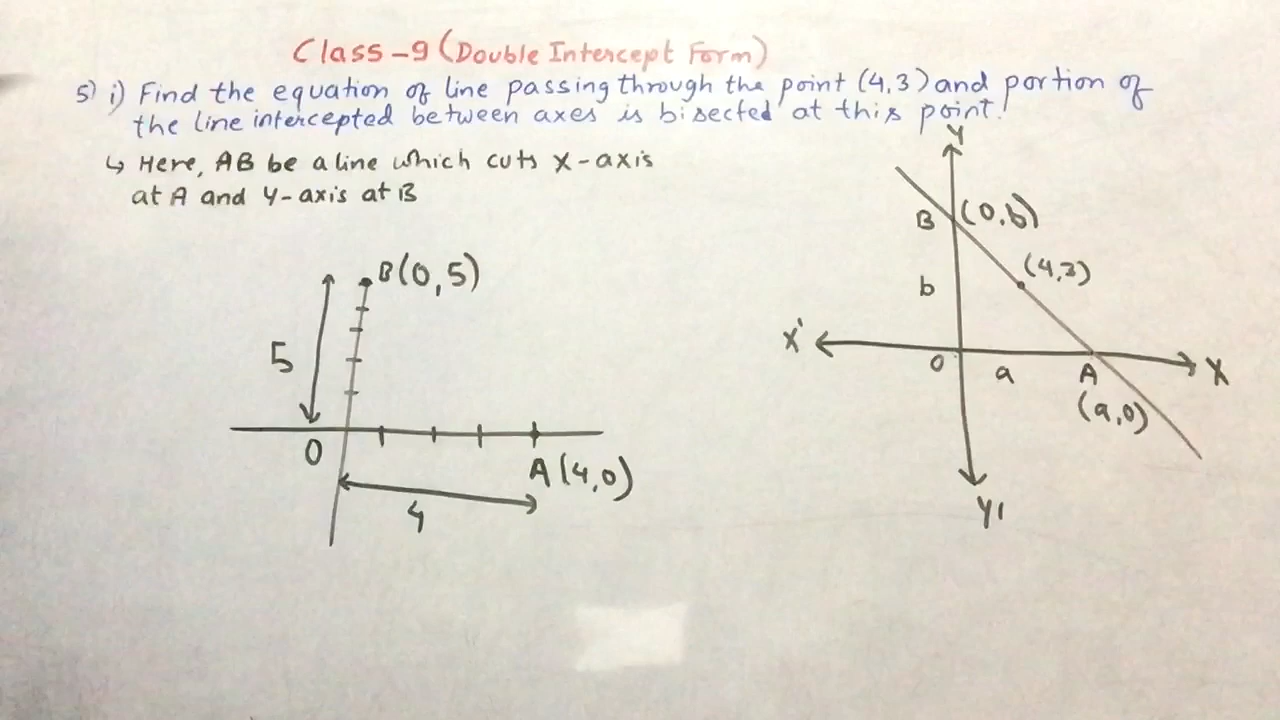 Class-9 (Double Intercept Form)
5) i) Find the equation of line passing through the point (4,3) and portion of
the line intercepted between axes is bisected at this point.
↳ Here, AB be a line which cuts X-axis
at A and Y-axis at B
Y
B (0,b)
(4,3)
b
X' O a A X
(a,0)
Y'
B(0,5)
5
O
A(4,0)
4